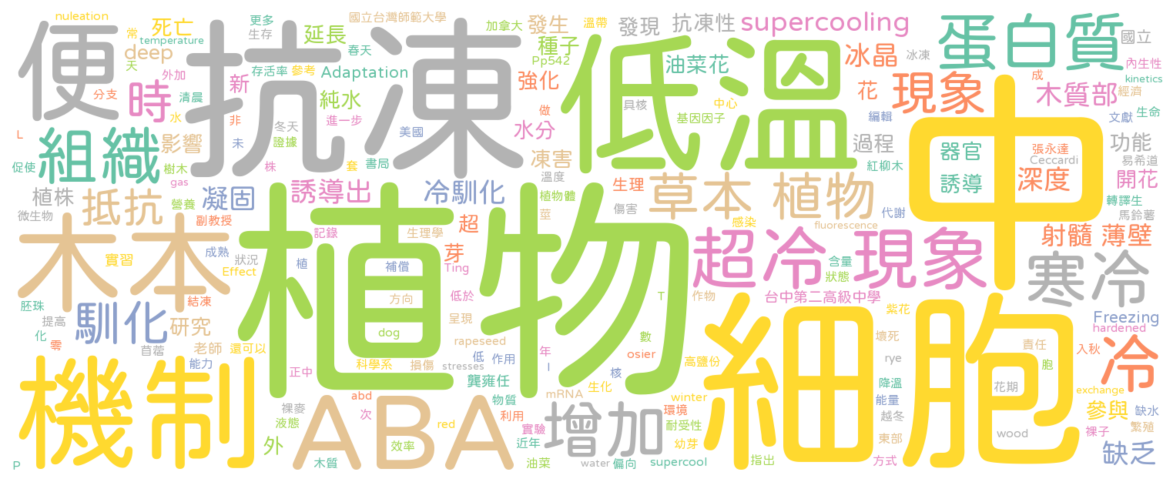 nuleation 常 死亡 更多 國立台灣師範大學 加拿大 溫帶 發生 發現 抗凍性 supercooling 蛋白質 國立
便 temperature deep 延長 生存 春天 種子 Pp542 冰晶 冰凍 內生性
天 外加 新 存活率 參考 Adaptation 抗凍 低溫 油菜花 花 現象 成 kinetics
時 分支 清晨 純水 強化 做 具核 中心 木質部 經濟
L 水 非 冬天 進一步 美國 水分 基因因子 編輯 文獻 生命
組織 影響 未 證據 過程 中 器官 張永達 功能
促使 樹木 株 書局 套 凍害 紅柳木 誘導 Ceccardi 易希道
植株 gas 營養 凝固 誘導出 溫度 冷馴化 生理 植物體 草本 植物 深度 開花 轉譯生
微生物 抵抗 副教授 記錄 超 莖 傷害 感染 代謝 馬鈴薯
木本 成熟 植 生理學 芽 fluorescence 射髓 薄壁
實習 Effect 狀況 補償 Ting 植物 超冷 現象 含量 寒冷
胚珠 結凍 方向 低於 T 作物 狀態
提高 馴化 研究 呈現 數 台中第二高級中學 梨花 Freezing
化 零 苜蓿 老師 還可以 dog rapeseed 年 osier 壞死 責任 hardened 入秋
能力 科學系 損傷 低 作用 I 核 高鹽份 rye 胞 冷
機制 正中 stresses 龔雍任 生化 細胞 降溫 花期 exchange
裸麥 abd 物質 mRNA winter 能量 參與 缺水
液態 外 次 ABA 利用 增加 環境 越冬 裸子 繁殖
效率 red 實驗 耐受性 東部 wood
木質 近年 幼芽 缺乏
P 油菜 water 偏向 supercool 指出 方式